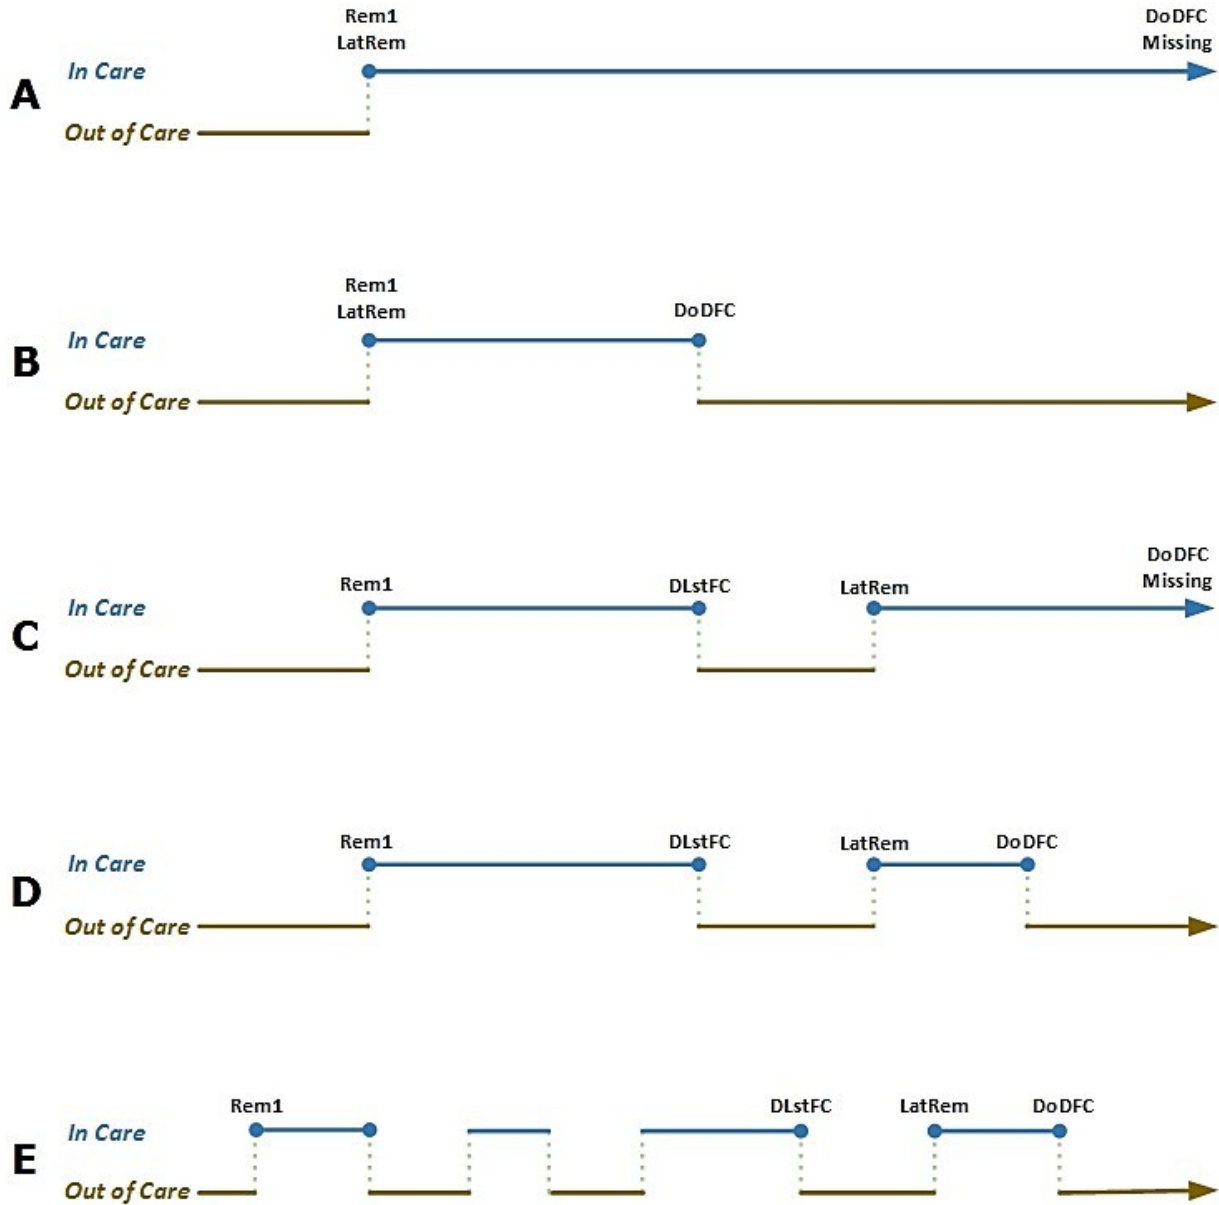 Rem1
LatRem
DoDFC
Missing
In Care
A
Out of Care
Rem1
LatRem
DoDFC
In Care
B
Out of Care
DoDFC
Missing
Rem1
DLstFC
LatRem
In Care
C
Out of Care
Rem1
DLstFC
LatRem
DoDFC
In Care
D
Out of Care
Rem1
DLstFC
LatRem
DoDFC
In Care
E
Out of Care